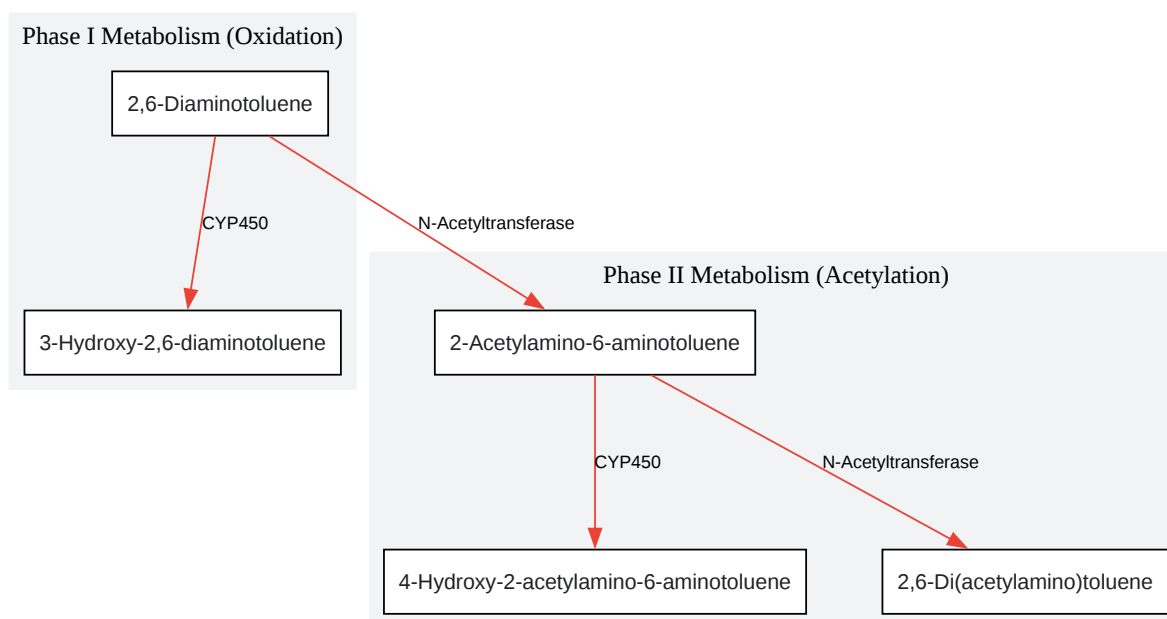 Phase I Metabolism (Oxidation)
2,6-Diaminotoluene
CYP450
N-Acetyltransferase
Phase II Metabolism (Acetylation)
3-Hydroxy-2,6-diaminotoluene
2-Acetylamino-6-aminotoluene
CYP450
N-Acetyltransferase
4-Hydroxy-2-acetylamino-6-aminotoluene
2,6-Di(acetylamino)toluene